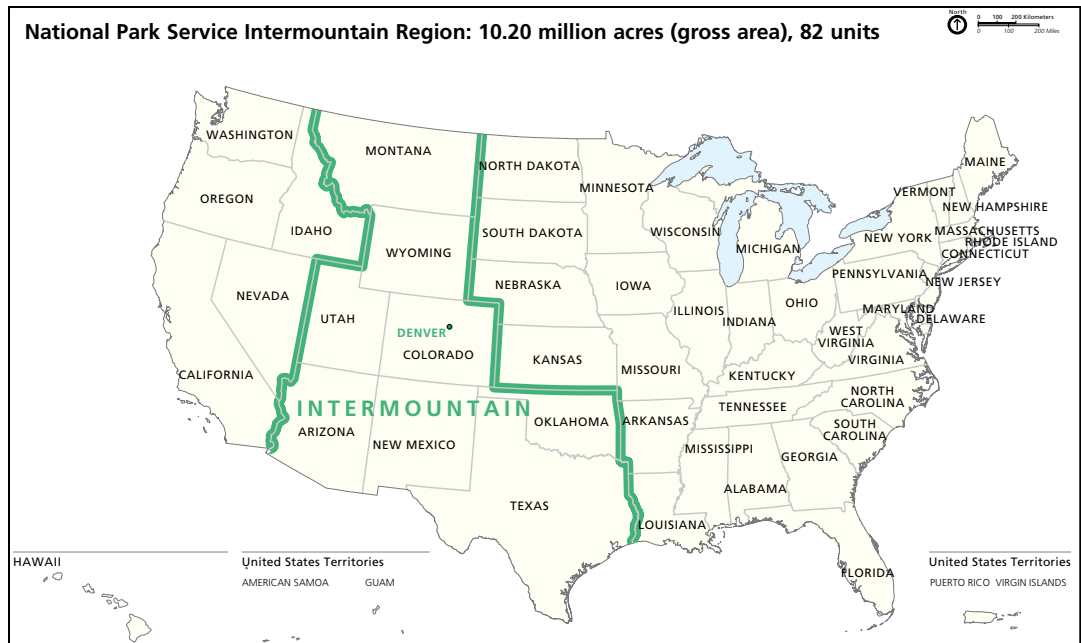 National Park Service Intermountain Region: 10.20 million acres (gross area), 82 units
North
0 100 200 Kilometers
0 100 200 Miles
WASHINGTON
MONTANA
NORTH DAKOTA
MINNESOTA
MAINE
OREGON
IDAHO
WYOMING
SOUTH DAKOTA
WISCONSIN
MICHIGAN
VERMONT
NEW HAMPSHIRE
NEW YORK
MASSACHUSETTS
RHODE ISLAND
CONNECTICUT
NEVADA
UTAH
DENVER
COLORADO
NEBRASKA
IOWA
ILLINOIS
INDIANA
OHIO
PENNSYLVANIA
NEW JERSEY
MARYLAND
DELAWARE
WEST
VIRGINIA
VIRGINIA
CALIFORNIA
KANSAS
MISSOURI
KENTUCKY
INTERMOUNTAIN
ARIZONA
NEW MEXICO
OKLAHOMA
ARKANSAS
TENNESSEE
NORTH
CAROLINA
SOUTH
CAROLINA
MISSISSIPPI
ALABAMA
GEORGIA
TEXAS
LOUISIANA
FLORIDA
HAWAII
United States Territories
AMERICAN SAMOA
GUAM
United States Territories
PUERTO RICO
VIRGIN ISLANDS